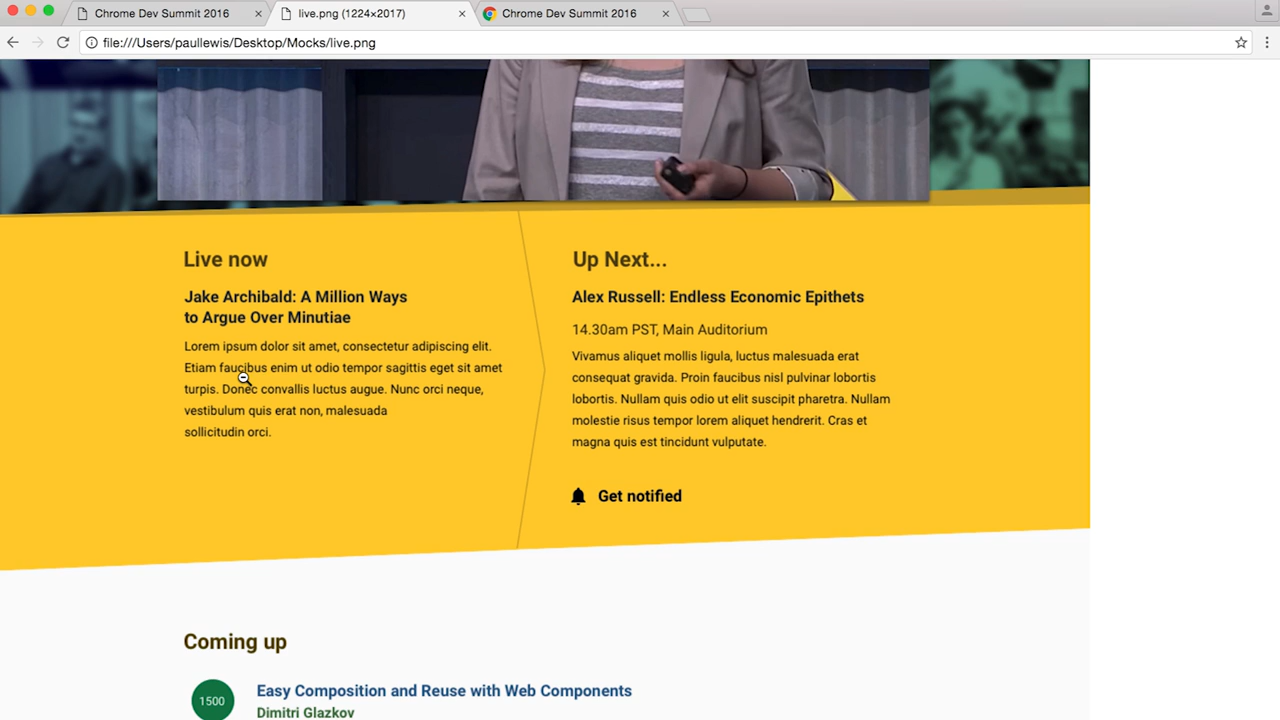 Chrome Dev Summit 2016
live.png (1224×2017)
Chrome Dev Summit 2016
file:///Users/paullewis/Desktop/Mocks/live.png
Live now
Jake Archibald: A Million Ways
to Argue Over Minutiae
Lorem ipsum dolor sit amet, consectetur adipiscing elit.
Etiam faucibus enim ut odio tempor sagittis eget sit amet
turpis. Donec convallis luctus augue. Nunc orci neque,
vestibulum quis erat non, malesuada
sollicitudin orci.
Up Next...
Alex Russell: Endless Economic Epithets
14.30am PST, Main Auditorium
Vivamus aliquet mollis ligula, luctus malesuada erat
consequat gravida. Proin faucibus nisl pulvinar lobortis
lobortis. Nullam quis odio ut elit suscipit pharetra. Nullam
molestie risus tempor lorem aliquet hendrerit. Cras et
magna quis est tincidunt vulputate.
Get notified
Coming up
1500
Easy Composition and Reuse with Web Components
Dimitri Glazkov